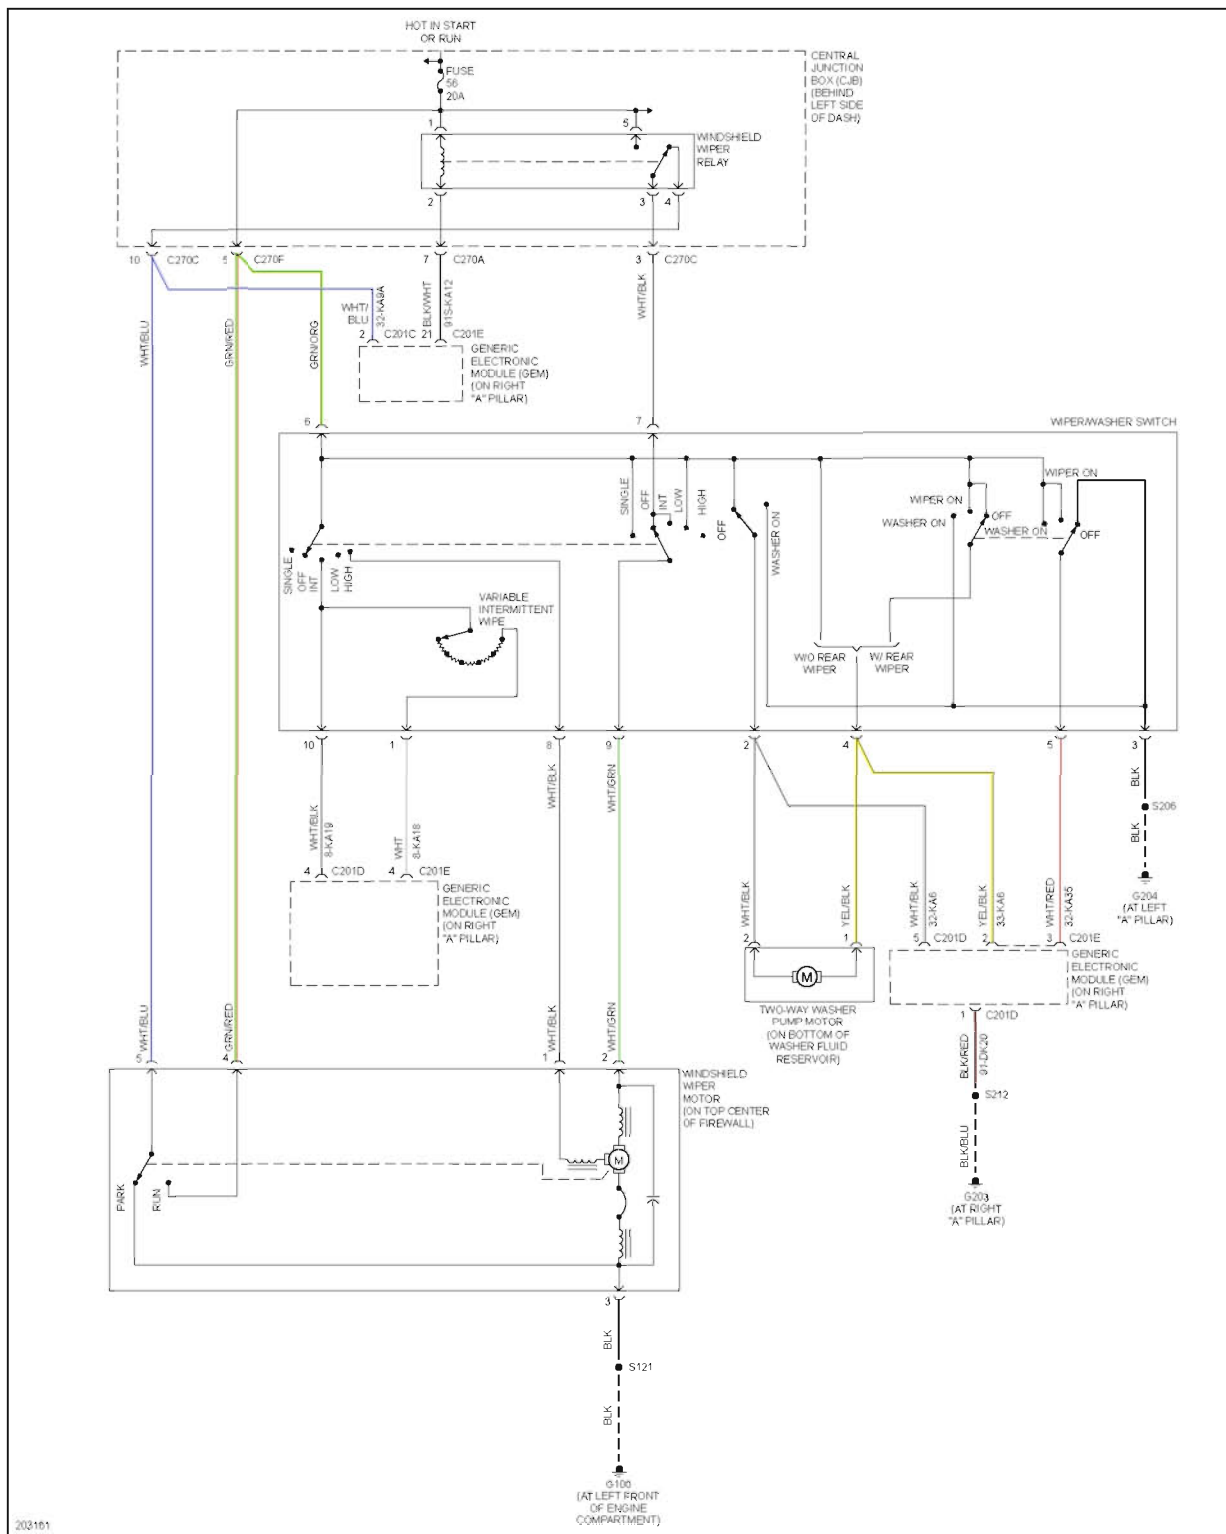 HOT IN START
OR RUN
CENTRAL
JUNCTION
BOX (CJB)
(BEHIND
LEFT SIDE
OF DASH)
FUSE
56
20A
1
5
WINDSHIELD
WIPER
RELAY
2
3
4
10
C270C
5
C270F
7
C270A
3
C270C
WHT/BLU
GRN/RED
GRN/ORG
WHT/
BLU
32-KA9A
BLK/WHT
91S-KA12
WHT/BLK
2
C201C
21
C201E
GENERIC
ELECTRONIC
MODULE (GEM)
(ON RIGHT
"A" PILLAR)
6
7
WIPER/WASHER SWITCH
SINGLE
OFF
INT
LOW
HIGH
OFF
WASHER ON
WIPER ON
WASHER ON
OFF
WIPER ON
WASHER ON
OFF
SINGLE
OFF
INT
LOW
HIGH
VARIABLE
INTERMITTENT
WIPE
W/O REAR
WIPER
W/ REAR
WIPER
10
1
8
9
2
4
5
3
WHT/BLK
8-KA19
WHT
8-KA18
WHT/BLK
WHT/GRN
BLK
S206
BLK
4
C201D
4
C201E
GENERIC
ELECTRONIC
MODULE (GEM)
(ON RIGHT
"A" PILLAR)
WHT/BLK
YEL/BLK
WHT/BLK
32-KA6
YEL/BLK
33-KA6
WHT/RED
32-KA35
G204
(AT LEFT
"A" PILLAR)
2
1
5
C201D
2
3
C201E
M
GENERIC
ELECTRONIC
MODULE (GEM)
(ON RIGHT
"A" PILLAR)
TWO-WAY WASHER
PUMP MOTOR
(ON BOTTOM OF
WASHER FLUID
RESERVOIR)
1
C201D
BLK/RED
91-DK20
S212
BLK/BLU
G203
(AT RIGHT
"A" PILLAR)
WHT/BLU
GRN/RED
WHT/BLK
WHT/GRN
5
4
1
2
WINDSHIELD
WIPER
MOTOR
(ON TOP CENTER
OF FIREWALL)
M
PARK
RUN
3
BLK
S121
BLK
G100
(AT LEFT FRONT
OF ENGINE
COMPARTMENT)
203161